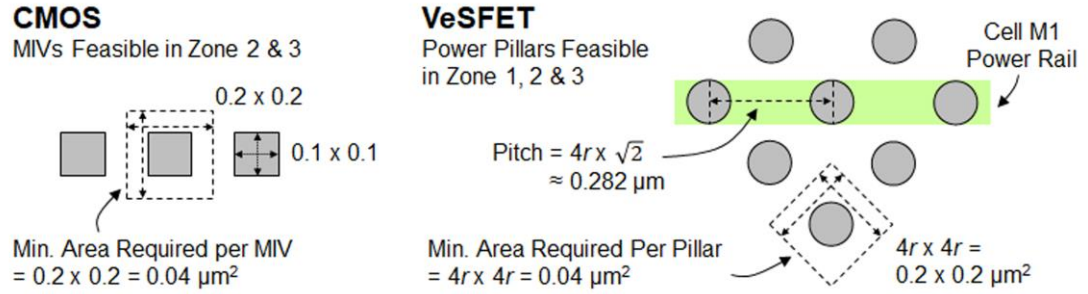 CMOS
MIVs Feasible in Zone 2 & 3
0.2 x 0.2
0.1 x 0.1
Min. Area Required per MIV
= 0.2 x 0.2 = 0.04 μm²
VeSFET
Power Pillars Feasible
in Zone 1, 2 & 3
Cell M1
Power Rail
Pitch = 4r x √2
≈ 0.282 μm
Min. Area Required Per Pillar
= 4r x 4r = 0.04 μm²
4r x 4r =
0.2 x 0.2 μm²